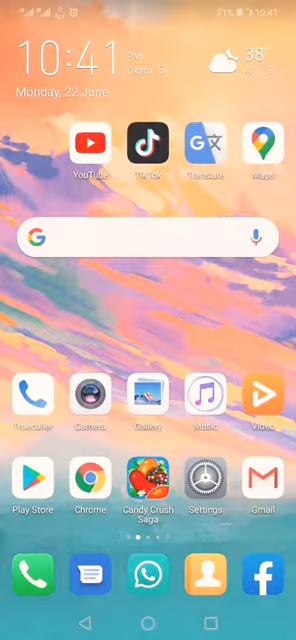 31% 10:41
10:41 PM
Okara
38°
Monday, 22 June
YouTube TikTok Translate Maps
Truecaller Camera Gallery Music Video
Play Store Chrome Candy Crush Saga Settings Gmail